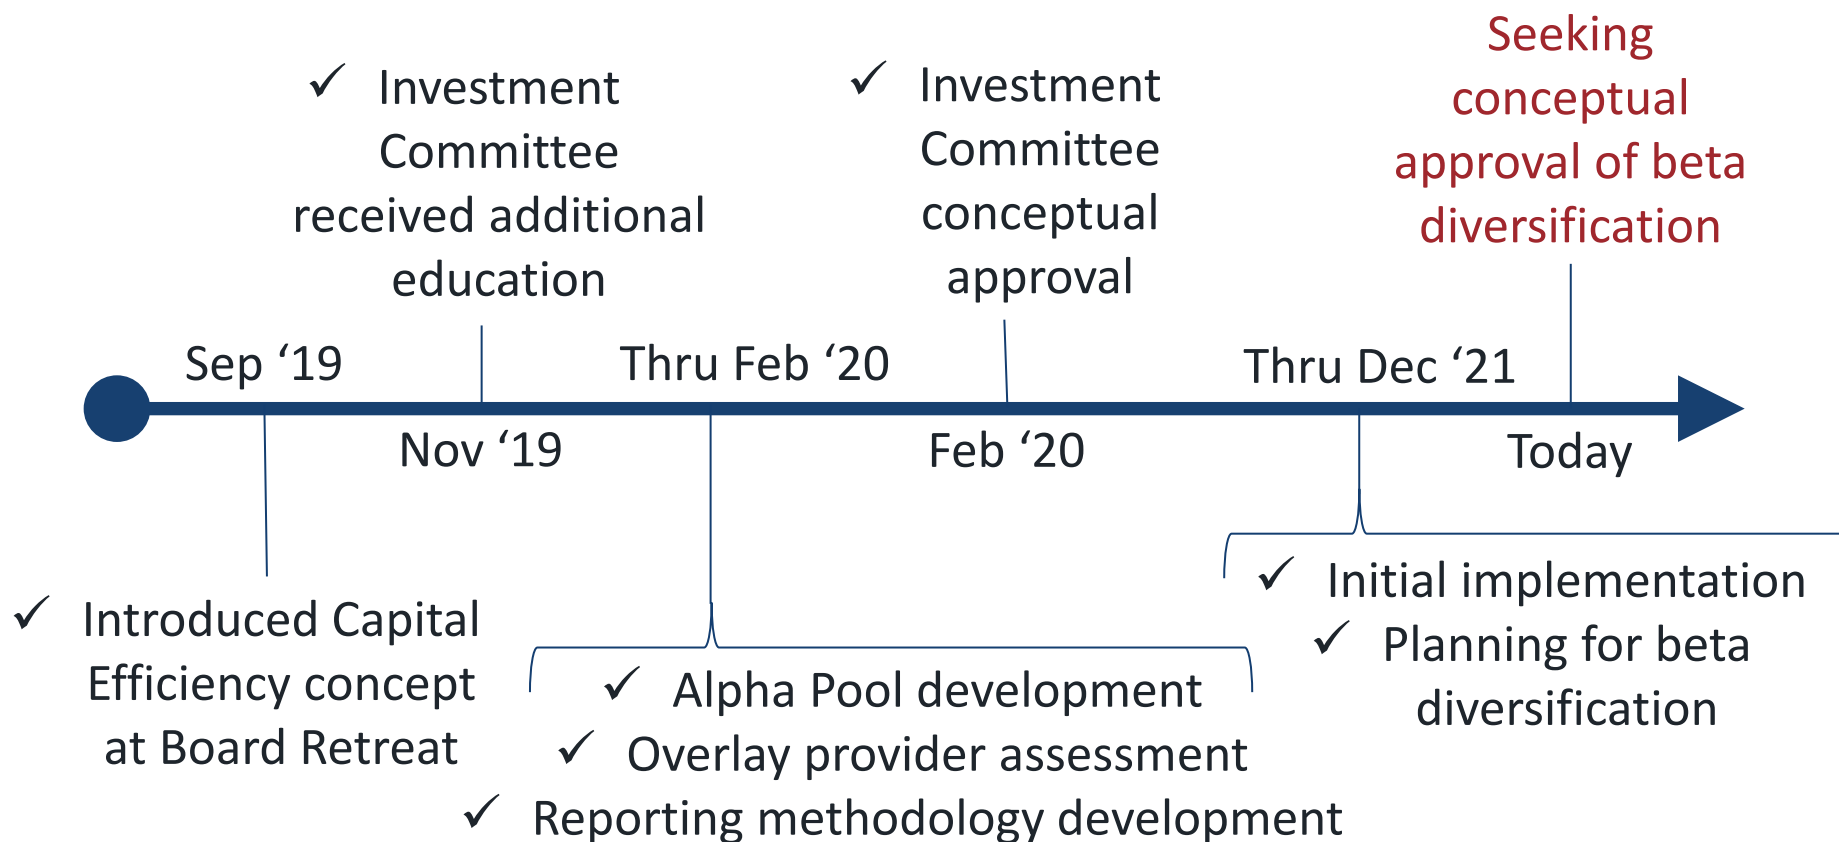 ✓ Investment
Committee
received additional
education
✓ Investment
Committee
conceptual
approval
Seeking
conceptual
approval of beta
diversification
Sep ‘19
Thru Feb ‘20
Thru Dec ‘21
Nov ‘19
Feb ‘20
Today
✓ Introduced Capital
Efficiency concept
at Board Retreat
✓ Alpha Pool development
✓ Overlay provider assessment
✓ Reporting methodology development
✓ Initial implementation
✓ Planning for beta
diversification